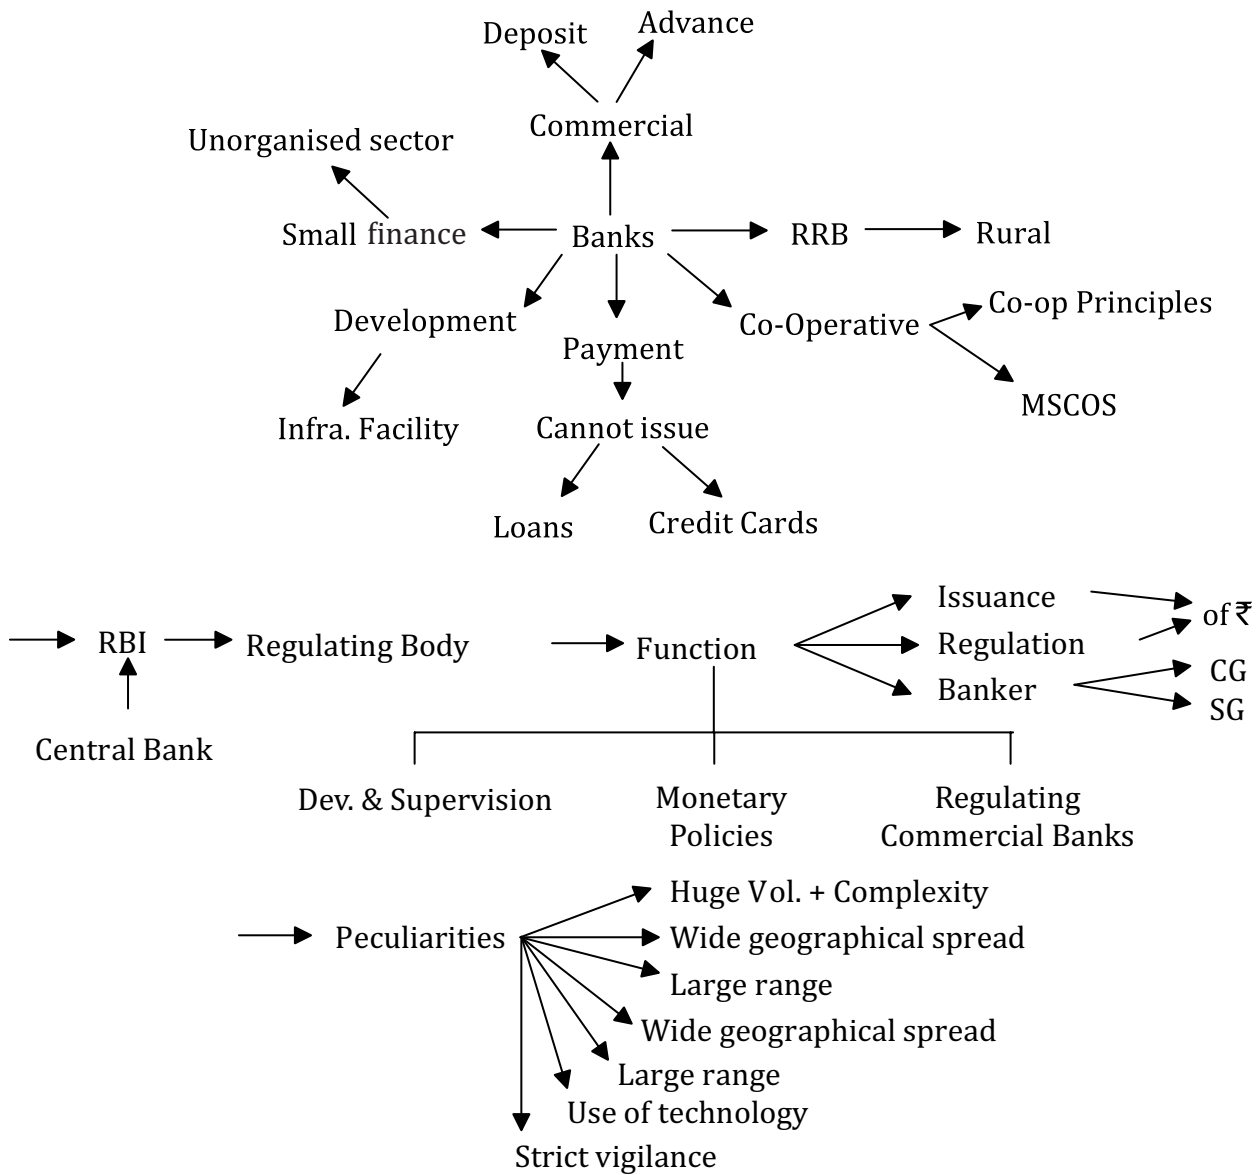 Deposit
Advance
Commercial
Unorganised sector
Small finance
Banks
RRB
Rural
Development
Payment
Co-Operative
Co-op Principles
MSCOS
Infra. Facility
Cannot issue
Loans
Credit Cards
RBI
Regulating Body
Function
Issuance
Regulation
Banker
of ₹
CG
SG
Central Bank
Dev. & Supervision
Monetary
Policies
Regulating
Commercial Banks
Peculiarities
Huge Vol. + Complexity
Wide geographical spread
Large range
Wide geographical spread
Large range
Use of technology
Strict vigilance